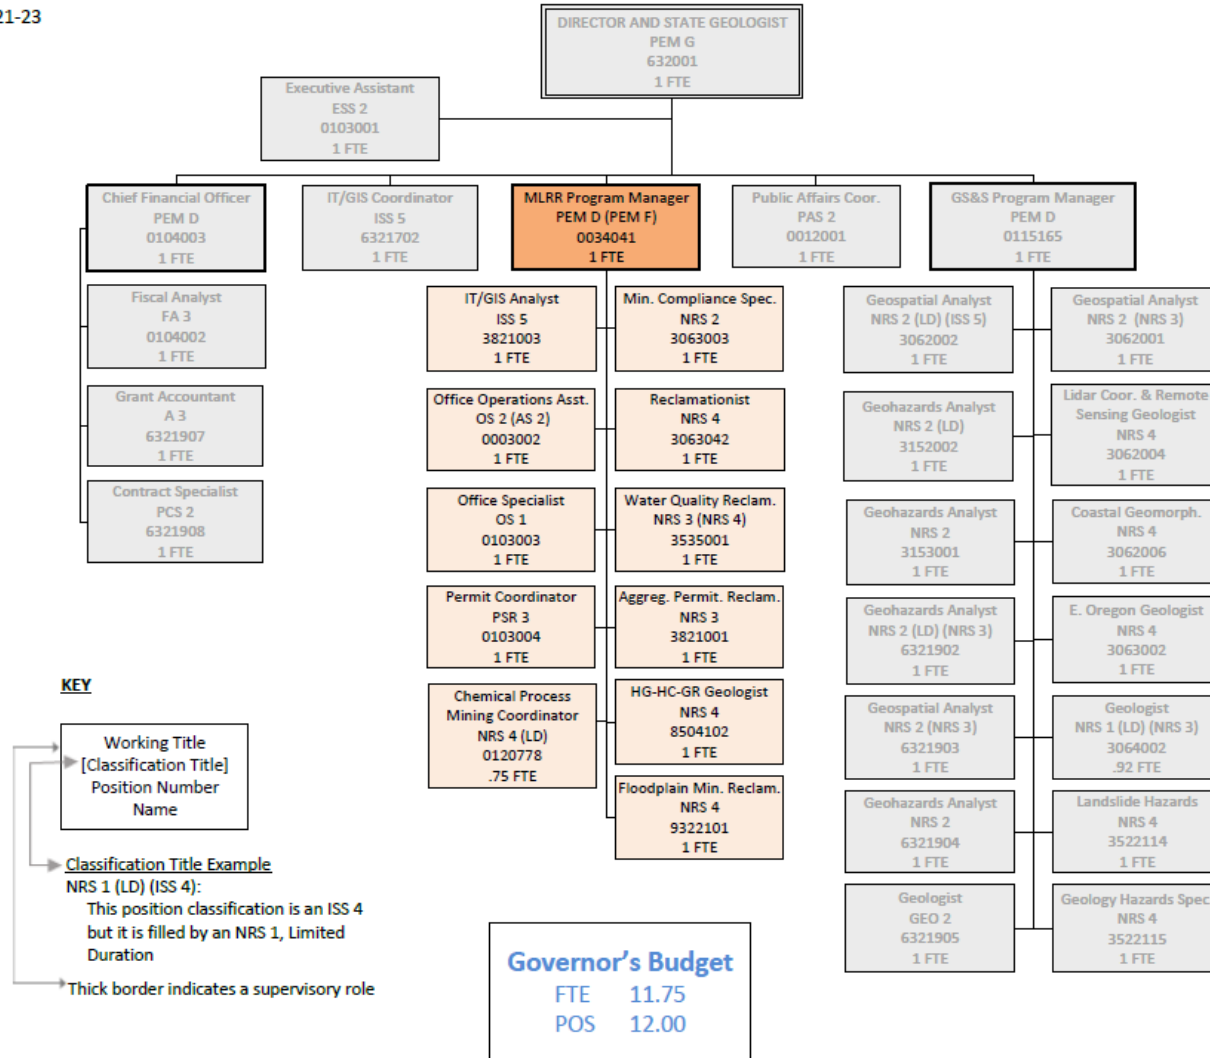 21-23
DIRECTOR AND STATE GEOLOGIST
PEM G
632001
1 FTE
Executive Assistant
ESS 2
0103001
1 FTE
Chief Financial Officer
PEM D
0104003
1 FTE
IT/GIS Coordinator
ISS 5
6321702
1 FTE
MLRR Program Manager
PEM D (PEM F)
0034041
1 FTE
Public Affairs Coor.
PAS 2
0012001
1 FTE
GS&S Program Manager
PEM D
0115165
1 FTE
Fiscal Analyst
FA 3
0104002
1 FTE
Grant Accountant
A 3
6321907
1 FTE
Contract Specialist
PCS 2
6321908
1 FTE
IT/GIS Analyst
ISS 5
3821003
1 FTE
Min. Compliance Spec.
NRS 2
3063003
1 FTE
Office Operations Asst.
OS 2 (AS 2)
0003002
1 FTE
Reclamationist
NRS 4
3063042
1 FTE
Office Specialist
OS 1
0103003
1 FTE
Water Quality Reclam.
NRS 3 (NRS 4)
3535001
1 FTE
Permit Coordinator
PSR 3
0103004
1 FTE
Aggreg. Permit. Reclam.
NRS 3
3821001
1 FTE
Chemical Process
Mining Coordinator
NRS 4 (LD)
0120778
.75 FTE
HG-HC-GR Geologist
NRS 4
8504102
1 FTE
Floodplain Min. Reclam.
NRS 4
9322101
1 FTE
Geospatial Analyst
NRS 2 (LD) (ISS 5)
3062002
1 FTE
Geospatial Analyst
NRS 2 (NRS 3)
3062001
1 FTE
Geohazards Analyst
NRS 2 (LD)
3152002
1 FTE
Lidar Coor. & Remote
Sensing Geologist
NRS 4
3062004
1 FTE
Geohazards Analyst
NRS 2
3153001
1 FTE
Coastal Geomorph.
NRS 4
3062006
1 FTE
Geohazards Analyst
NRS 2 (LD) (NRS 3)
6321902
1 FTE
E. Oregon Geologist
NRS 4
3063002
1 FTE
Geospatial Analyst
NRS 2 (NRS 3)
6321903
1 FTE
Geologist
NRS 1 (LD) (NRS 3)
3064002
.92 FTE
Geohazards Analyst
NRS 2
6321904
1 FTE
Landslide Hazards
NRS 4
3522114
1 FTE
Geologist
GEO 2
6321905
1 FTE
Geology Hazards Spec.
NRS 4
3522115
1 FTE
KEY
Working Title
[Classification Title]
Position Number
Name
Classification Title Example
NRS 1 (LD) (ISS 4):
This position classification is an ISS 4
but it is filled by an NRS 1, Limited
Duration
Thick border indicates a supervisory role
Governor's Budget
FTE 11.75
POS 12.00